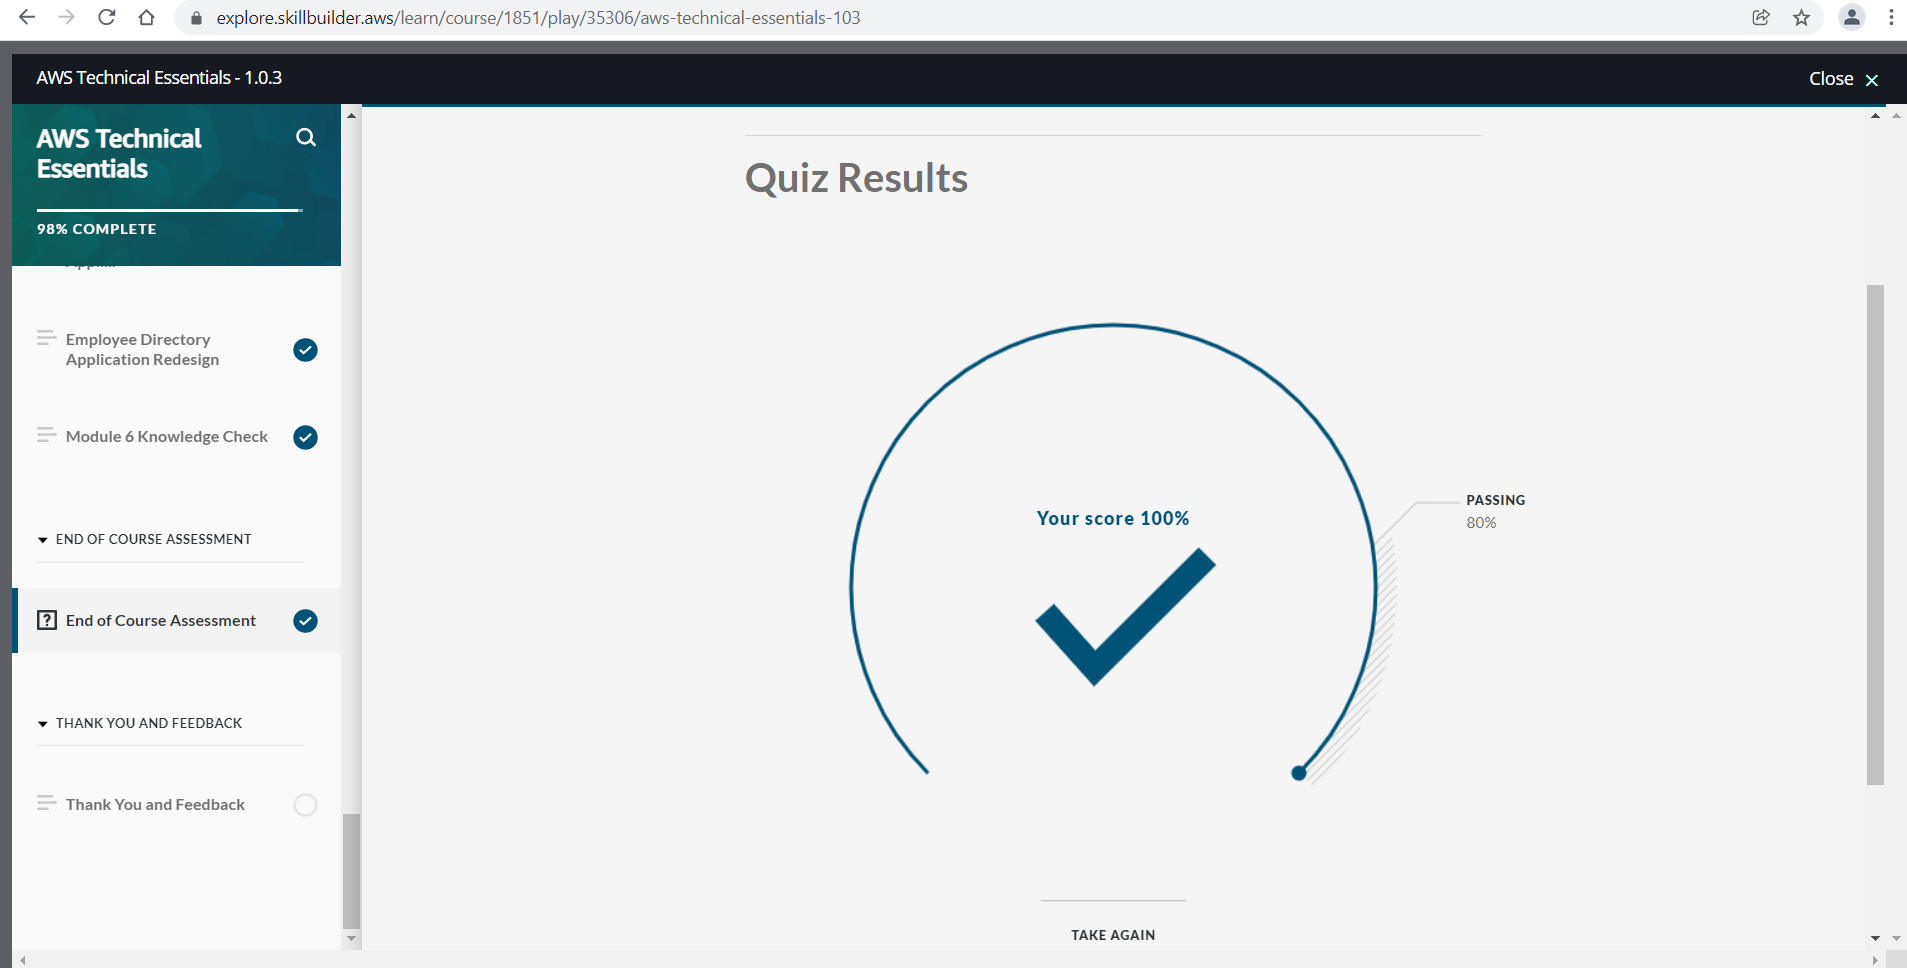 explore.skillbuilder.aws/learn/course/1851/play/35306/aws-technical-essentials-103
AWS Technical Essentials - 1.0.3
Close
AWS Technical
Essentials
98% COMPLETE
Employee Directory
Application Redesign
Module 6 Knowledge Check
END OF COURSE ASSESSMENT
End of Course Assessment
THANK YOU AND FEEDBACK
Thank You and Feedback
Quiz Results
Your score 100%
PASSING
80%
TAKE AGAIN